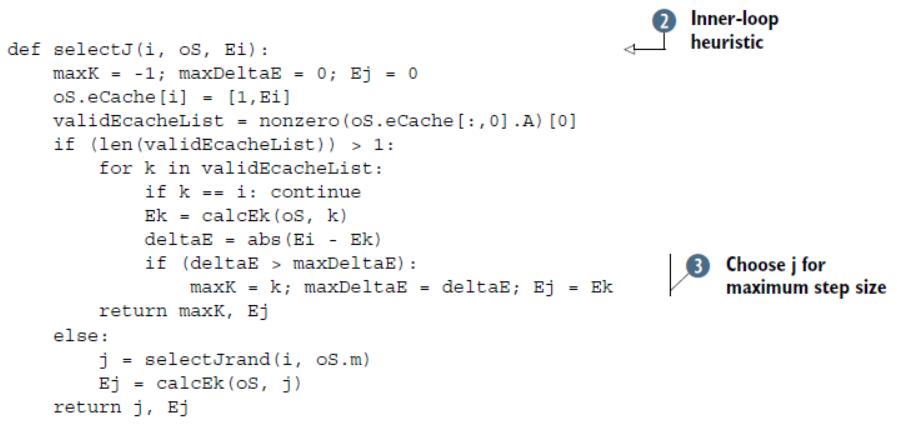 2 Inner-loop
heuristic
def selectJ(i, oS, Ei):
    maxK = -1; maxDeltaE = 0; Ej = 0
    oS.eCache[i] = [1,Ei]
    validEcacheList = nonzero(oS.eCache[:,0].A)[0]
    if (len(validEcacheList)) > 1:
        for k in validEcacheList:
            if k == i: continue
            Ek = calcEk(oS, k)
            deltaE = abs(Ei - Ek)
            if (deltaE > maxDeltaE):
                maxK = k; maxDeltaE = deltaE; Ej = Ek
3 Choose j for
maximum step size
        return maxK, Ej
    else:
        j = selectJrand(i, oS.m)
        Ej = calcEk(oS, j)
    return j, Ej